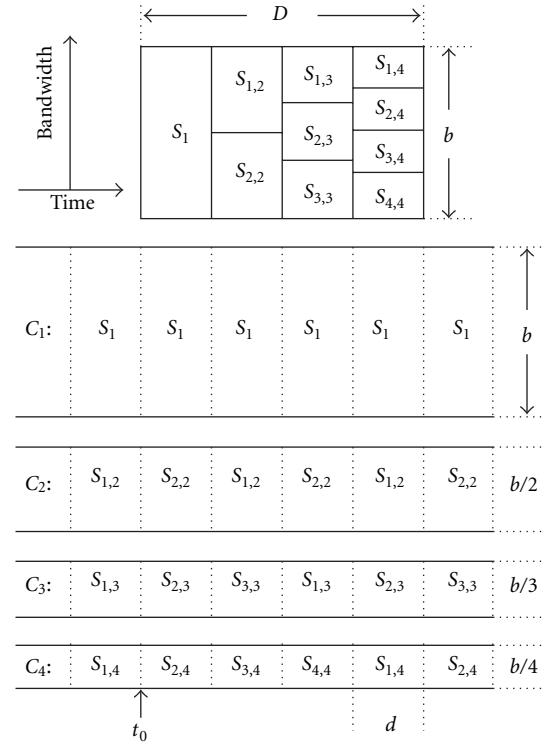 D
Bandwidth
Time
S1 S1,2 S2,2 S1,3 S2,3 S3,3 S1,4 S2,4 S3,4 S4,4
b
C1: S1 S1 S1 S1 S1 S1 b
C2: S1,2 S2,2 S1,2 S2,2 S1,2 S2,2 b/2
C3: S1,3 S2,3 S3,3 S1,3 S2,3 S3,3 b/3
C4: S1,4 S2,4 S3,4 S4,4 S1,4 S2,4 b/4
t0 d